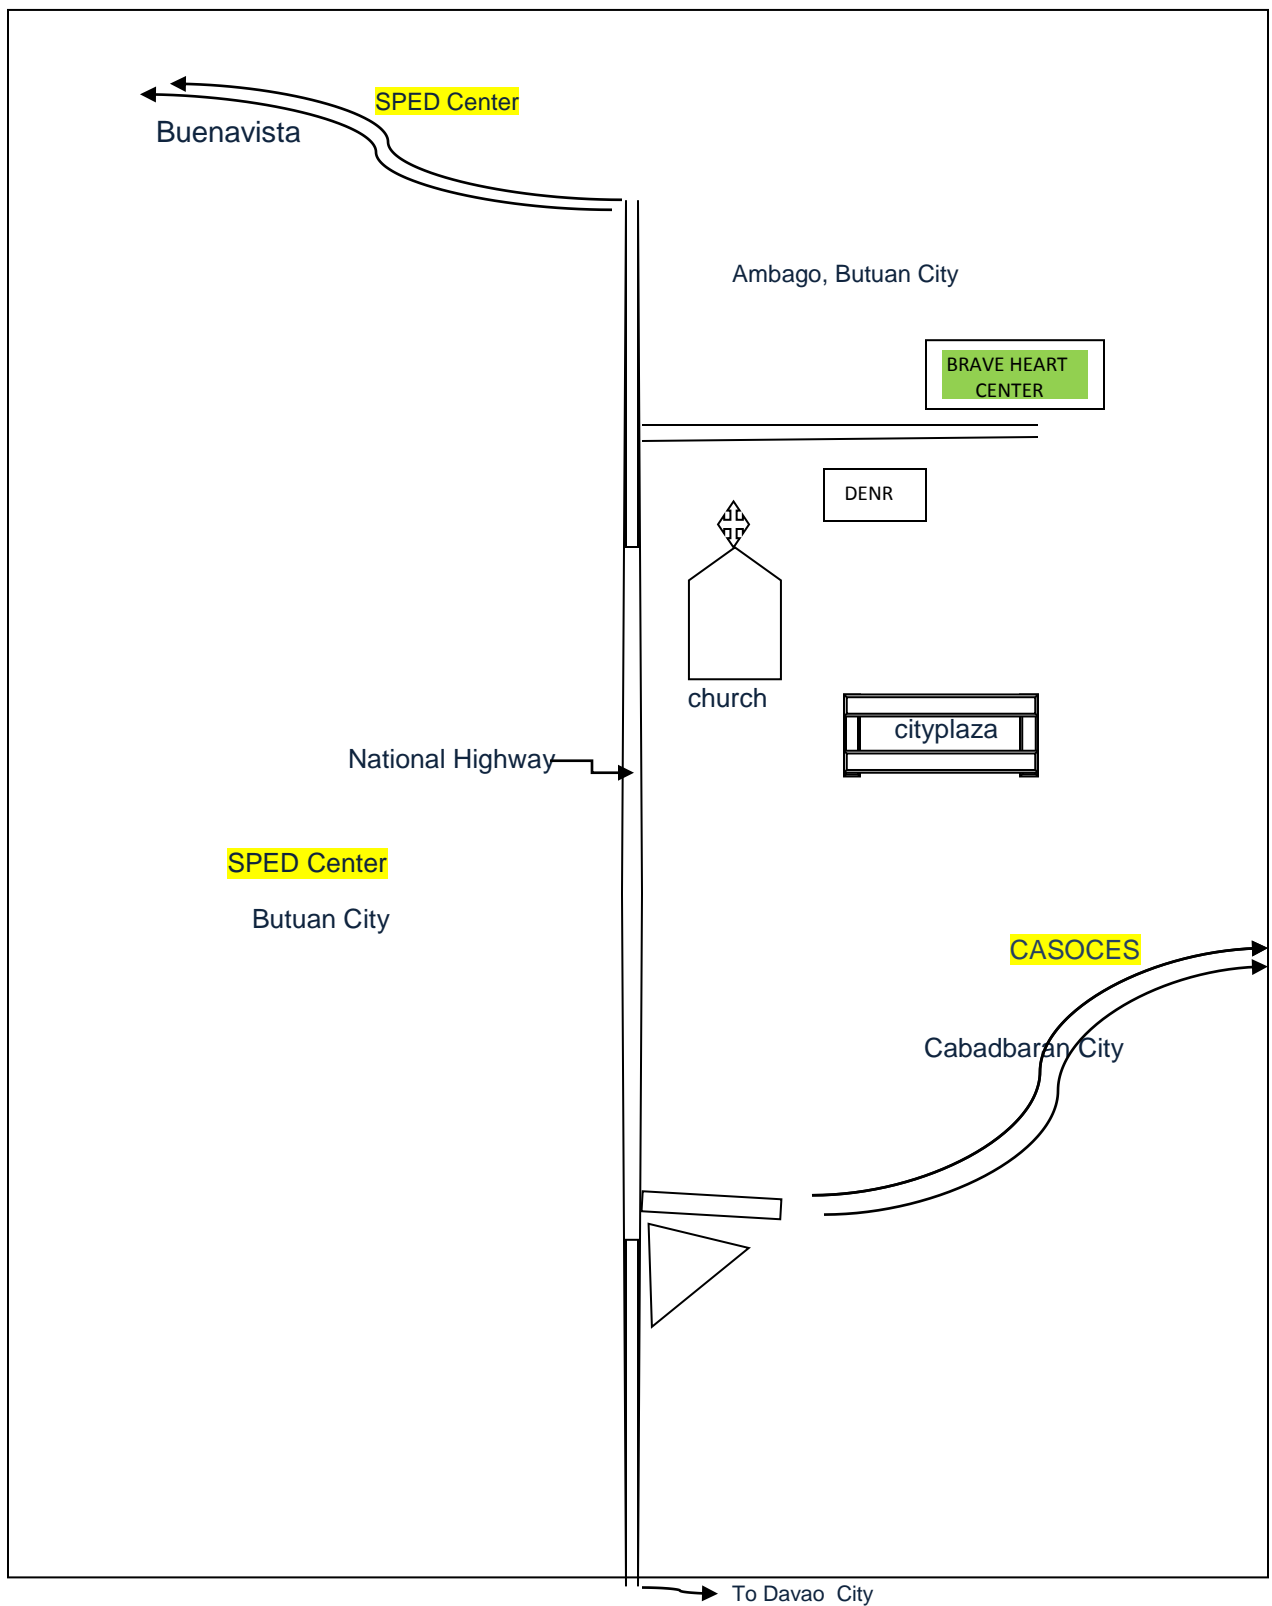 SPED Center
Buenavista
Ambago, Butuan City
BRAVE HEART
CENTER
DENR
church
cityplaza
National Highway
SPED Center
Butuan City
CASOCES
Cabadbaran City
To Davao  City